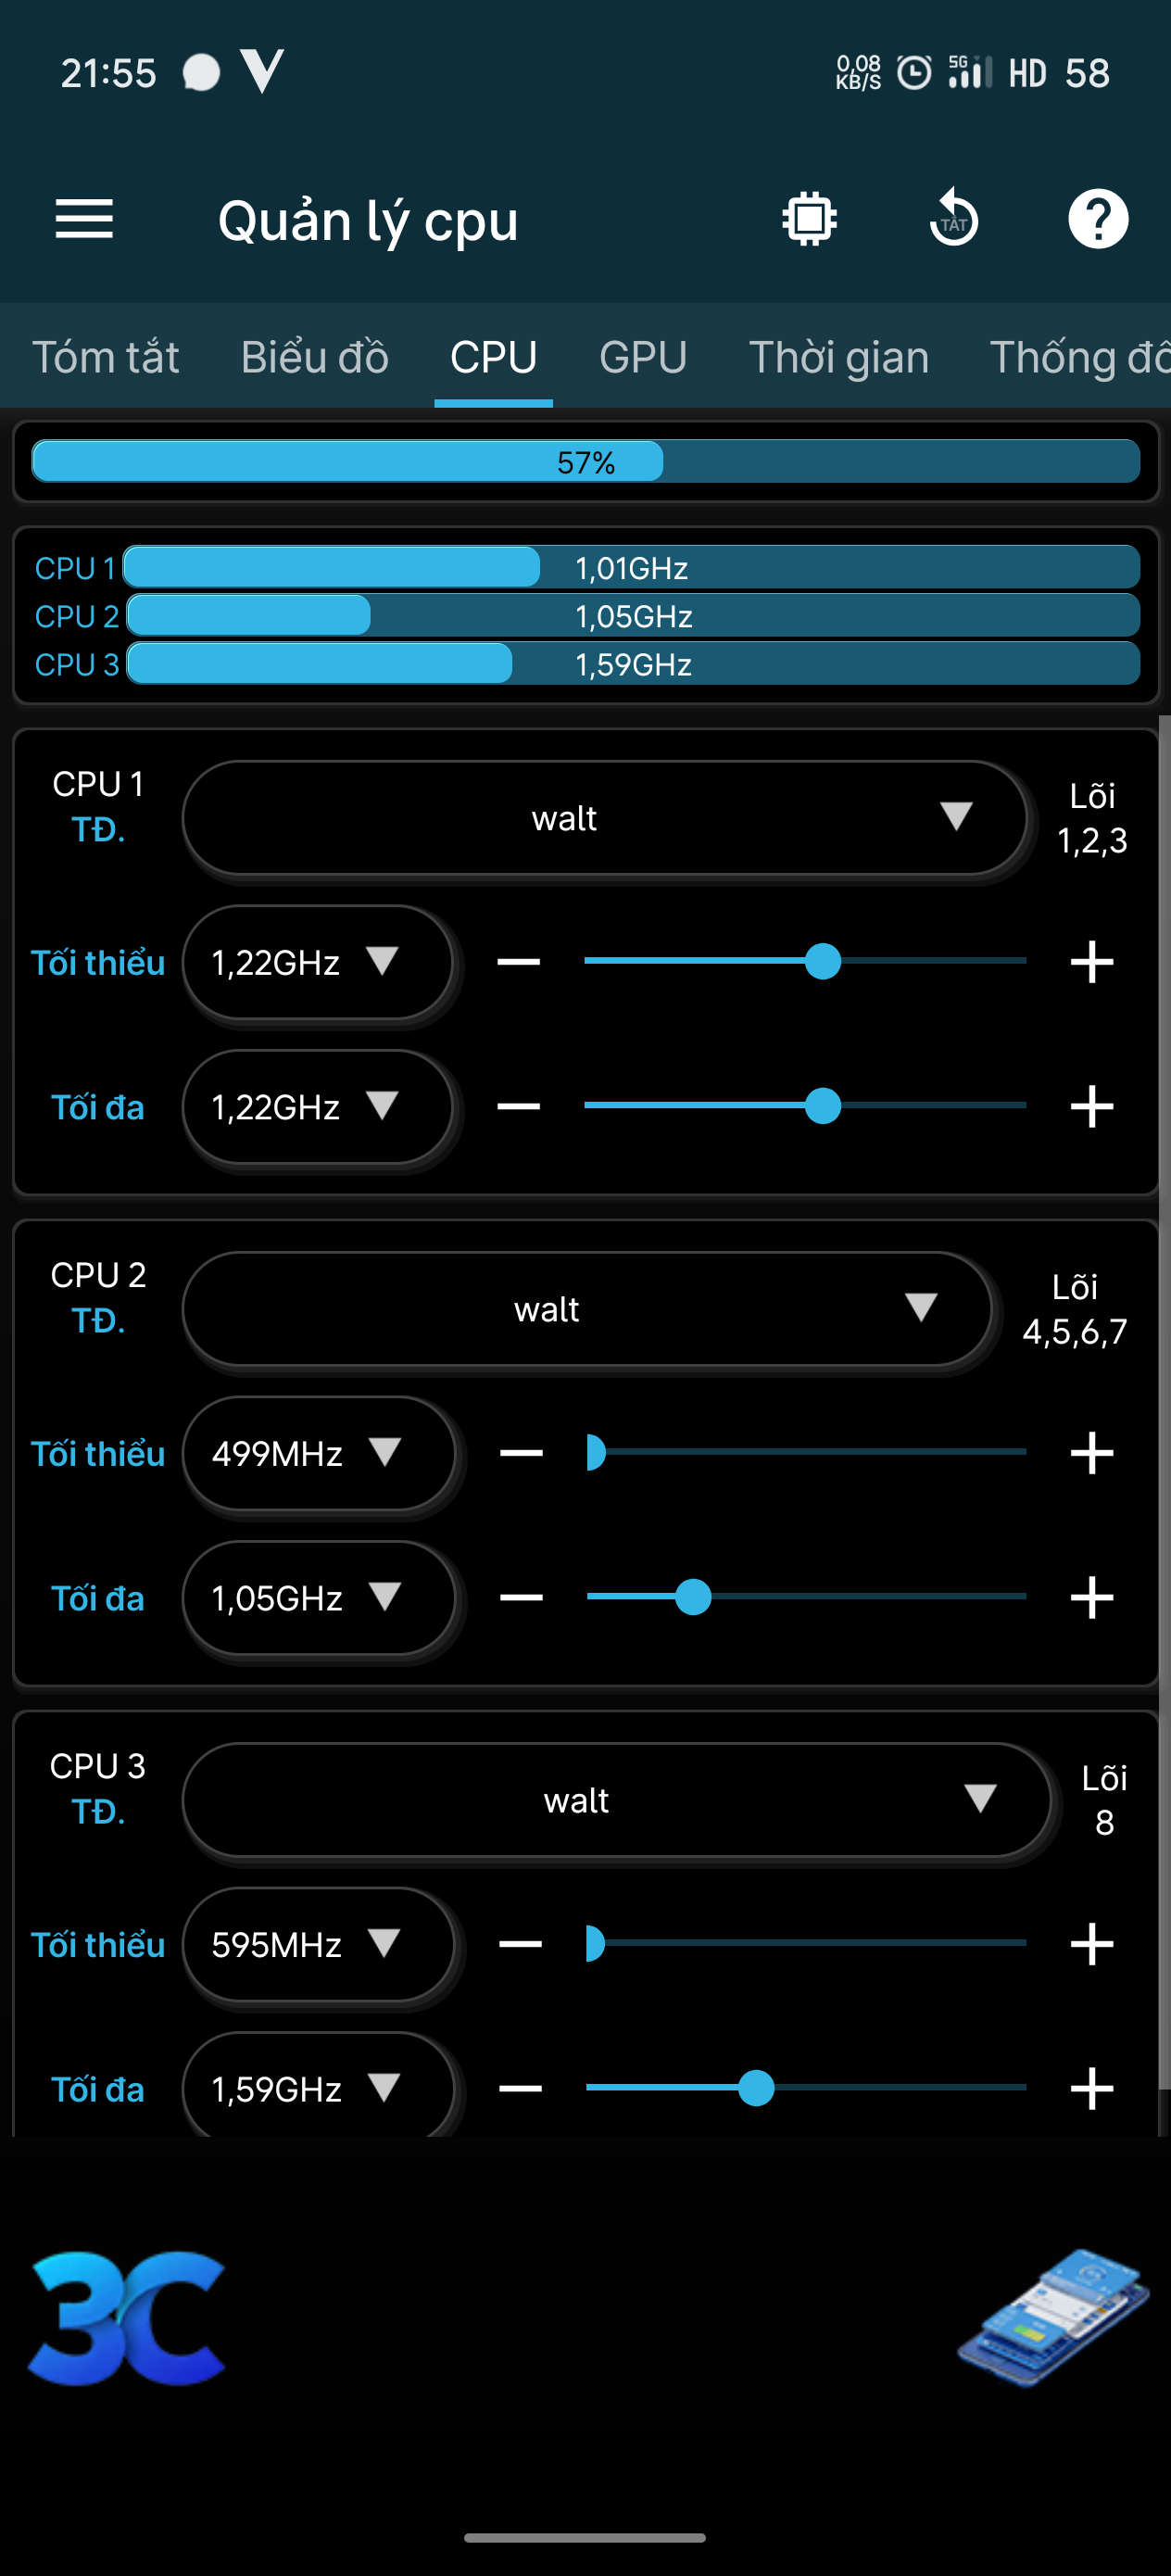 21:55 0,08 KB/S 5G HD 58
Quản lý cpu TẮT
Tóm tắt Biểu đồ CPU GPU Thời gian Thống đồ
57%
CPU 1 1,01GHz
CPU 2 1,05GHz
CPU 3 1,59GHz
CPU 1 walt Lõi
TĐ. 1,2,3
Tối thiểu 1,22GHz
Tối đa 1,22GHz
CPU 2 walt Lõi
TĐ. 4,5,6,7
Tối thiểu 499MHz
Tối đa 1,05GHz
CPU 3 walt Lõi
TĐ. 8
Tối thiểu 595MHz
Tối đa 1,59GHz
3C